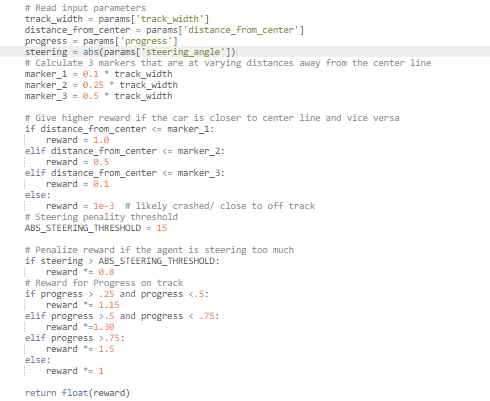 # Read input parameters
track_width = params['track_width']
distance_from_center = params['distance_from_center']
progress = params['progress']
steering = abs(params['steering_angle'])
# Calculate 3 markers that are at varying distances away from the center line
marker_1 = 0.1 * track_width
marker_2 = 0.25 * track_width
marker_3 = 0.5 * track_width
# Give higher reward if the car is closer to center line and vice versa
if distance_from_center <= marker_1:
reward = 1.0
elif distance_from_center <= marker_2:
reward = 0.5
elif distance_from_center <= marker_3:
reward = 0.1
else:
reward = 1e-3 # likely crashed/ close to off track
# Steering penality threshold
ABS_STEERING_THRESHOLD = 15
# Penalize reward if the agent is steering too much
if steering > ABS_STEERING_THRESHOLD:
reward *= 0.8
# Reward for Progress on track
if progress > .25 and progress <.5:
reward *= 1.15
elif progress >.5 and progress < .75:
reward *=1.30
elif progress >.75:
reward *= 1.5
else:
reward *= 1
return float(reward)